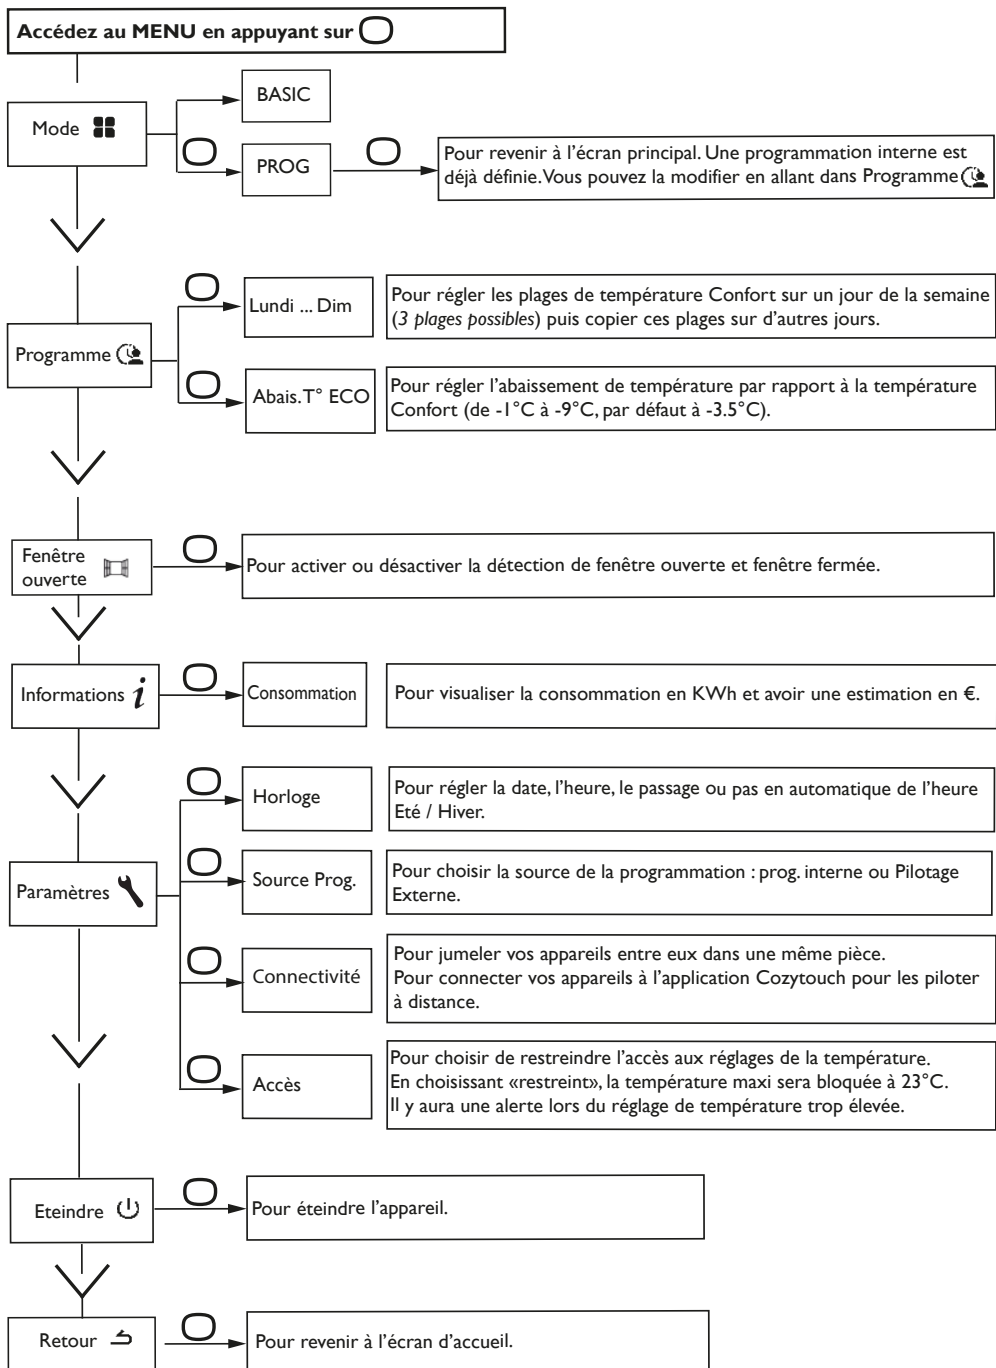 Accédez au MENU en appuyant sur
Mode
BASIC
PROG
Pour revenir à l'écran principal. Une programmation interne est
déjà définie. Vous pouvez la modifier en allant dans Programme
Programme
Lundi ... Dim
Pour régler les plages de température Confort sur un jour de la semaine
(3 plages possibles) puis copier ces plages sur d'autres jours.
Abais.T° ECO
Pour régler l'abaissement de température par rapport à la température
Confort (de -1°C à -9°C, par défaut à -3.5°C).
Fenêtre
ouverte
Pour activer ou désactiver la détection de fenêtre ouverte et fenêtre fermée.
Informations i
Consommation
Pour visualiser la consommation en KWh et avoir une estimation en €.
Paramètres
Horloge
Pour régler la date, l'heure, le passage ou pas en automatique de l'heure
Eté / Hiver.
Source Prog.
Pour choisir la source de la programmation : prog. interne ou Pilotage
Externe.
Connectivité
Pour jumeler vos appareils entre eux dans une même pièce.
Pour connecter vos appareils à l'application Cozytouch pour les piloter
à distance.
Accès
Pour choisir de restreindre l'accès aux réglages de la température.
En choisissant «restreint», la température maxi sera bloquée à 23°C.
Il y aura une alerte lors du réglage de température trop élevée.
Eteindre
Pour éteindre l'appareil.
Retour
Pour revenir à l'écran d'accueil.